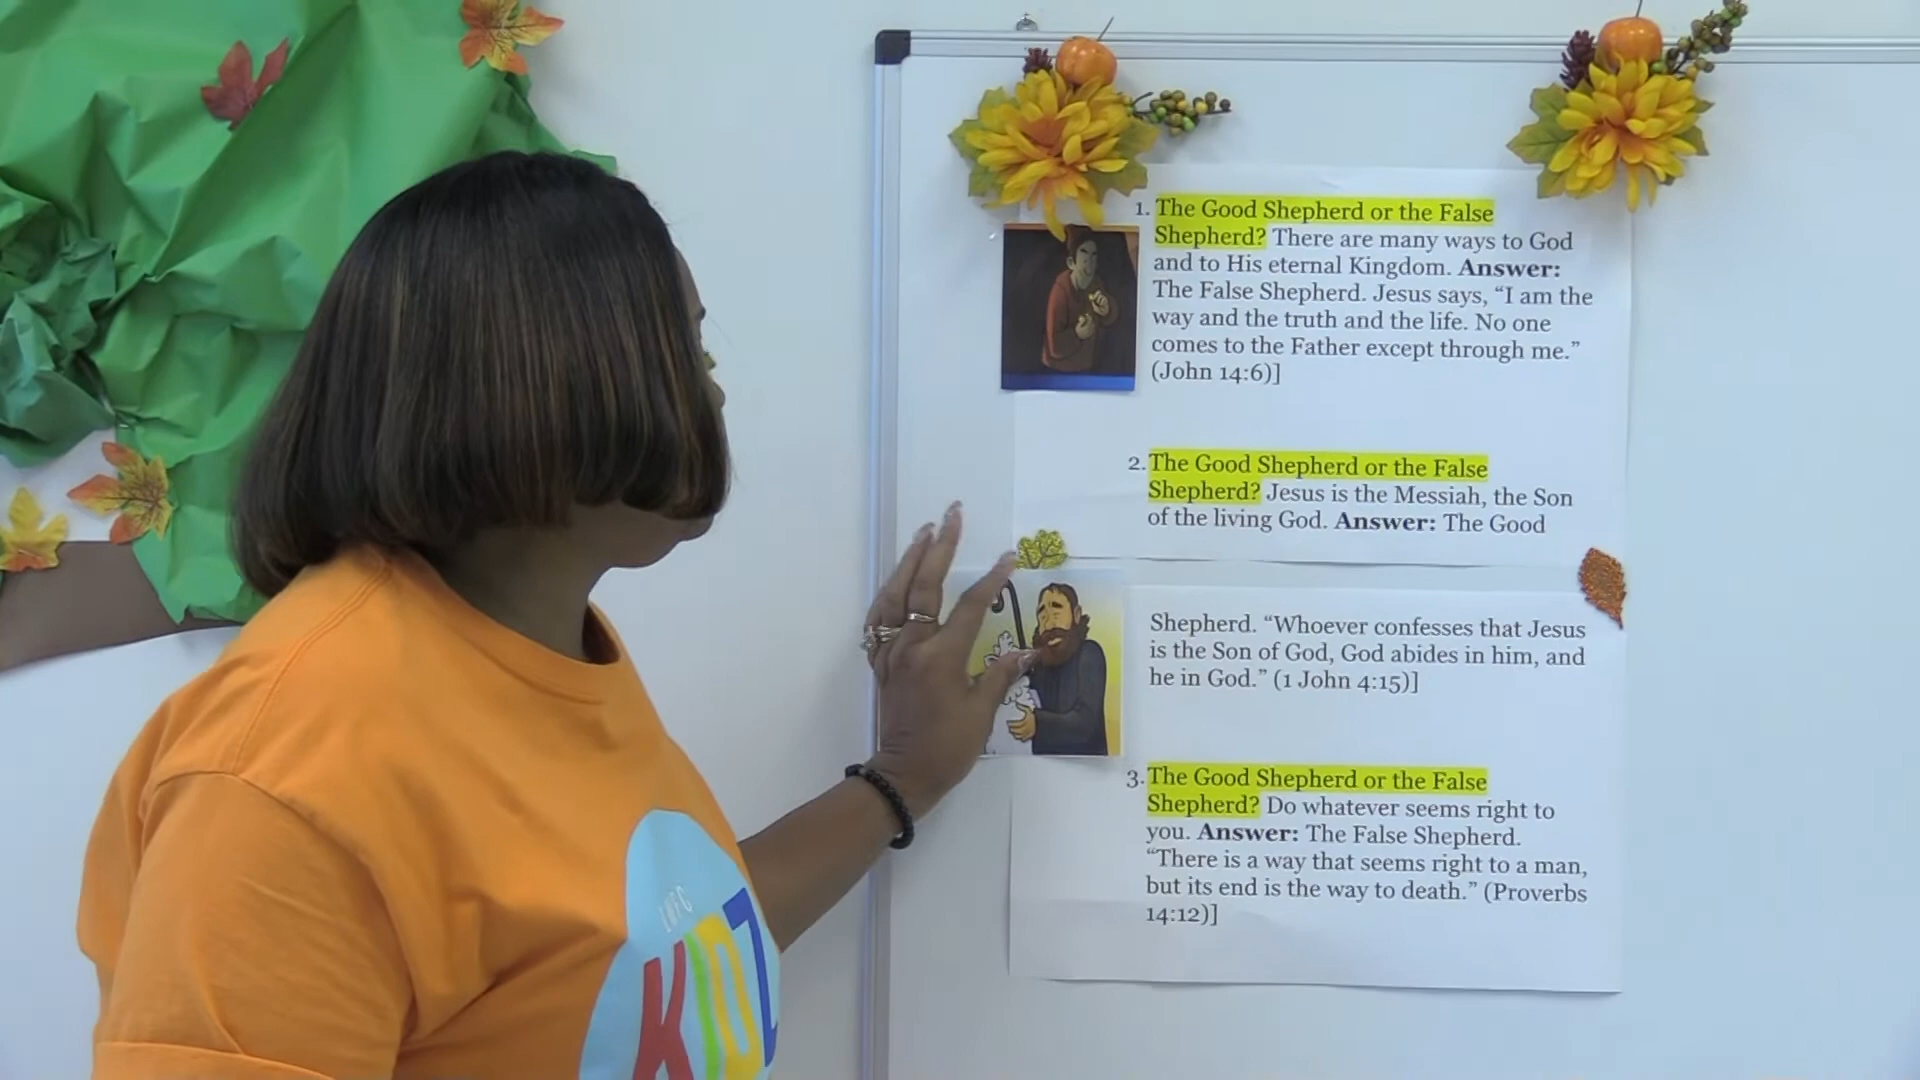 1. The Good Shepherd or the False
Shepherd? There are many ways to God
and to His eternal Kingdom. Answer:
The False Shepherd. Jesus says, “I am the
way and the truth and the life. No one
comes to the Father except through me.”
(John 14:6)]
2. The Good Shepherd or the False
Shepherd? Jesus is the Messiah, the Son
of the living God. Answer: The Good
Shepherd. “Whoever confesses that Jesus
is the Son of God, God abides in him, and
he in God.” (1 John 4:15)]
3. The Good Shepherd or the False
Shepherd? Do whatever seems right to
you. Answer: The False Shepherd.
“There is a way that seems right to a man,
but its end is the way to death.” (Proverbs
14:12)]
KIDZ